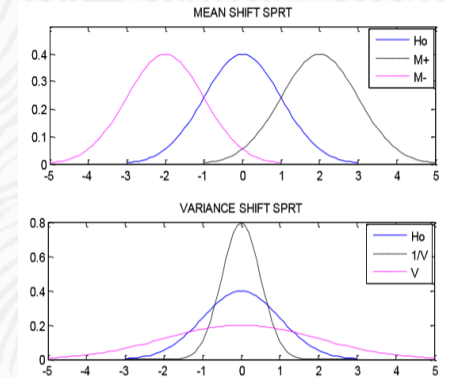 MEAN SHIFT SPRT
Ho
M+
M-
0.4
0.3
0.2
0.1
0
-5 -4 -3 -2 -1 0 1 2 3 4 5
VARIANCE SHIFT SPRT
Ho
1/V
V
0.8
0.6
0.4
0.2
0
-5 -4 -3 -2 -1 0 1 2 3 4 5